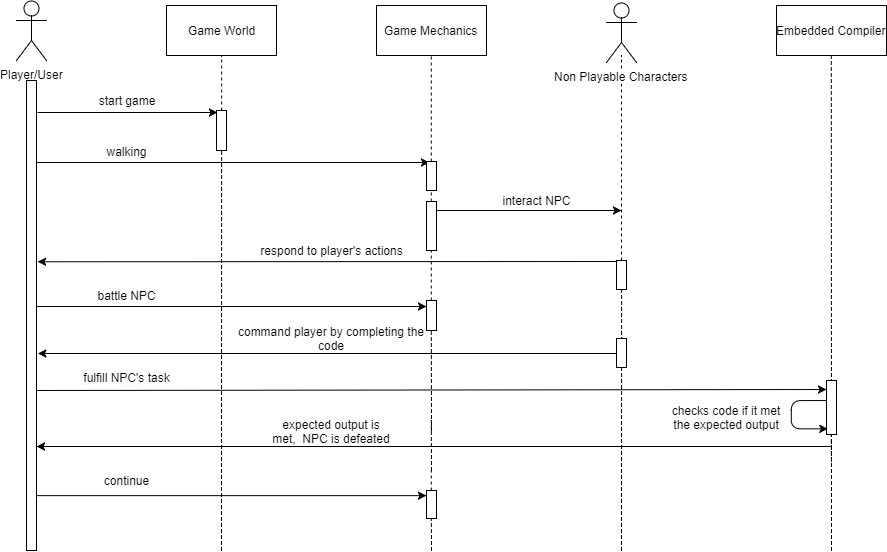 Game World
Game Mechanics
Embedded Compiler
Player/User
Non Playable Characters
start game
walking
interact NPC
respond to player's actions
battle NPC
command player by completing the
code
fulfill NPC's task
checks code if it met
the expected output
expected output is
met, NPC is defeated
continue